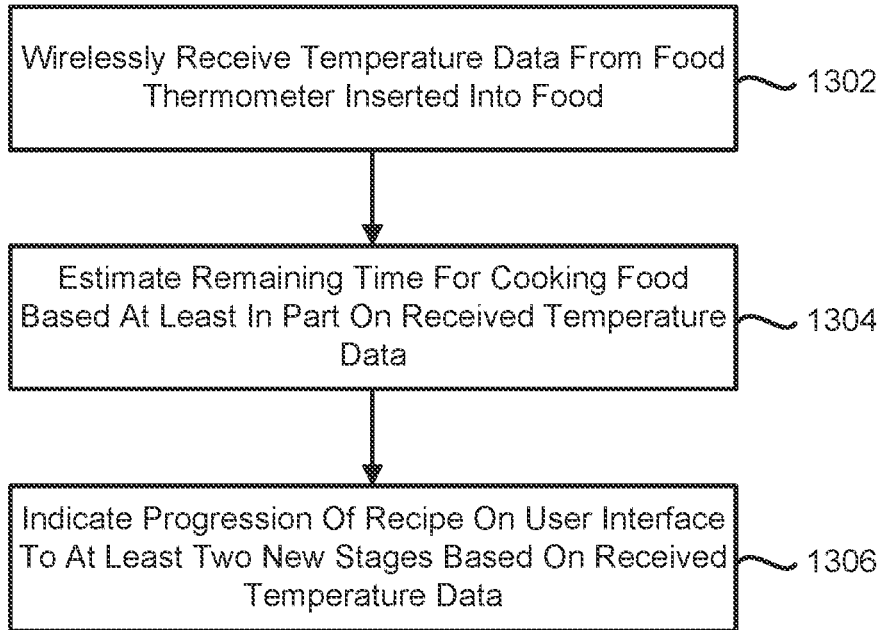 Wirelessly Receive Temperature Data From Food
Thermometer Inserted Into Food
1302
Estimate Remaining Time For Cooking Food
Based At Least In Part On Received Temperature
Data
1304
Indicate Progression Of Recipe On User Interface
To At Least Two New Stages Based On Received
Temperature Data
1306